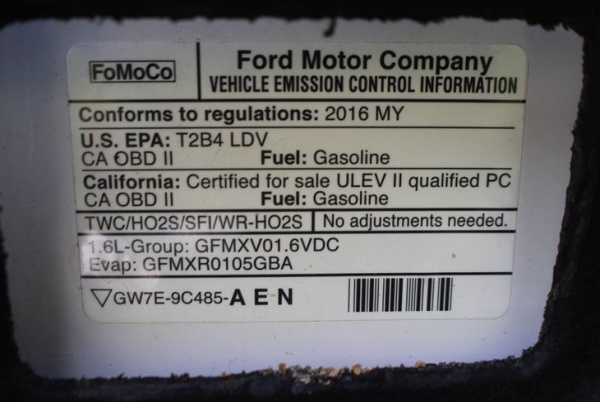 FoMoCo
Ford Motor Company
VEHICLE EMISSION CONTROL INFORMATION
Conforms to regulations: 2016 MY
U.S. EPA: T2B4 LDV
CA OBD II Fuel: Gasoline
California: Certified for sale ULEV II qualified PC
CA OBD II Fuel: Gasoline
TWC/HO2S/SFI/WR-HO2S No adjustments needed.
1.6L-Group: GFMXV01.6VDC
Evap: GFMXR0105GBA
▽GW7E-9C485-A E N